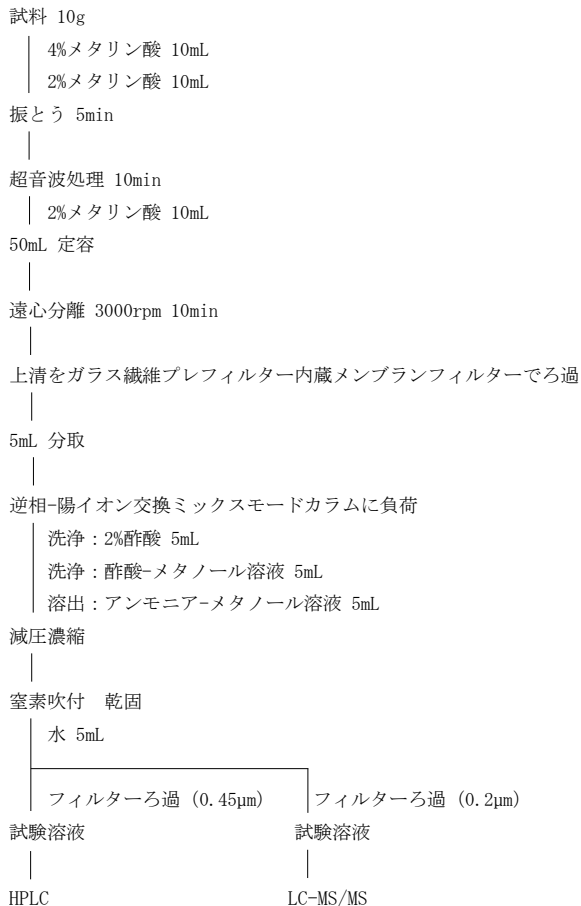 試料 10g
4%メタリン酸 10mL
2%メタリン酸 10mL
振とう 5min
超音波処理 10min
2%メタリン酸 10mL
50mL 定容
遠心分離 3000rpm 10min
上清をガラス繊維プレフィルター内蔵メンブランフィルターでろ過
5mL 分取
逆相-陽イオン交換ミックスモードカラムに負荷
洗浄：2%酢酸 5mL
洗浄：酢酸-メタノール溶液 5mL
溶出：アンモニア-メタノール溶液 5mL
減圧濃縮
窒素吹付　乾固
水 5mL
フィルターろ過 (0.45µm) フィルターろ過 (0.2µm)
試験溶液 試験溶液
HPLC LC-MS/MS